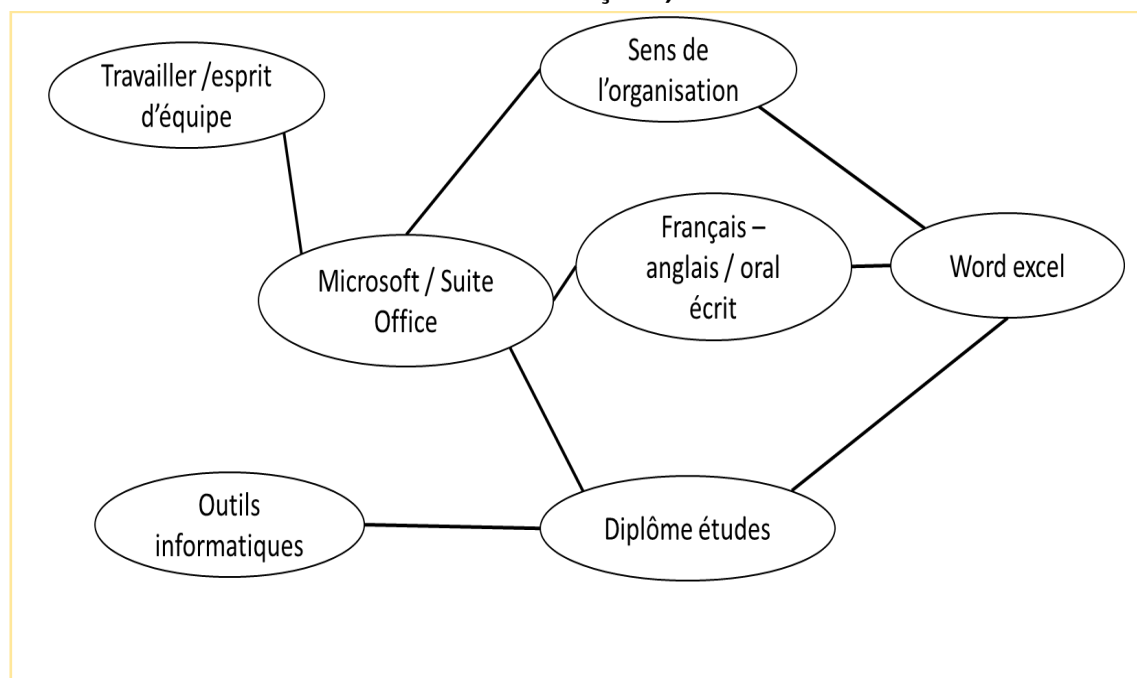 Travailler /esprit
d'équipe
Sens de
l'organisation
Français –
anglais / oral
écrit
Word excel
Microsoft / Suite
Office
Outils
informatiques
Diplôme études